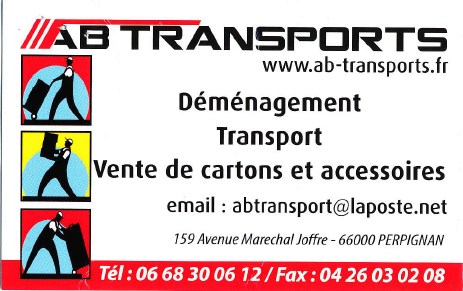 AB TRANSPORTS
www.ab-transports.fr
Déménagement
Transport
Vente de cartons et accessoires
email : abtransport@laposte.net
159 Avenue Marechal Joffre - 66000 PERPIGNAN
Tél : 06 68 30 06 12 / Fax : 04 26 03 02 08